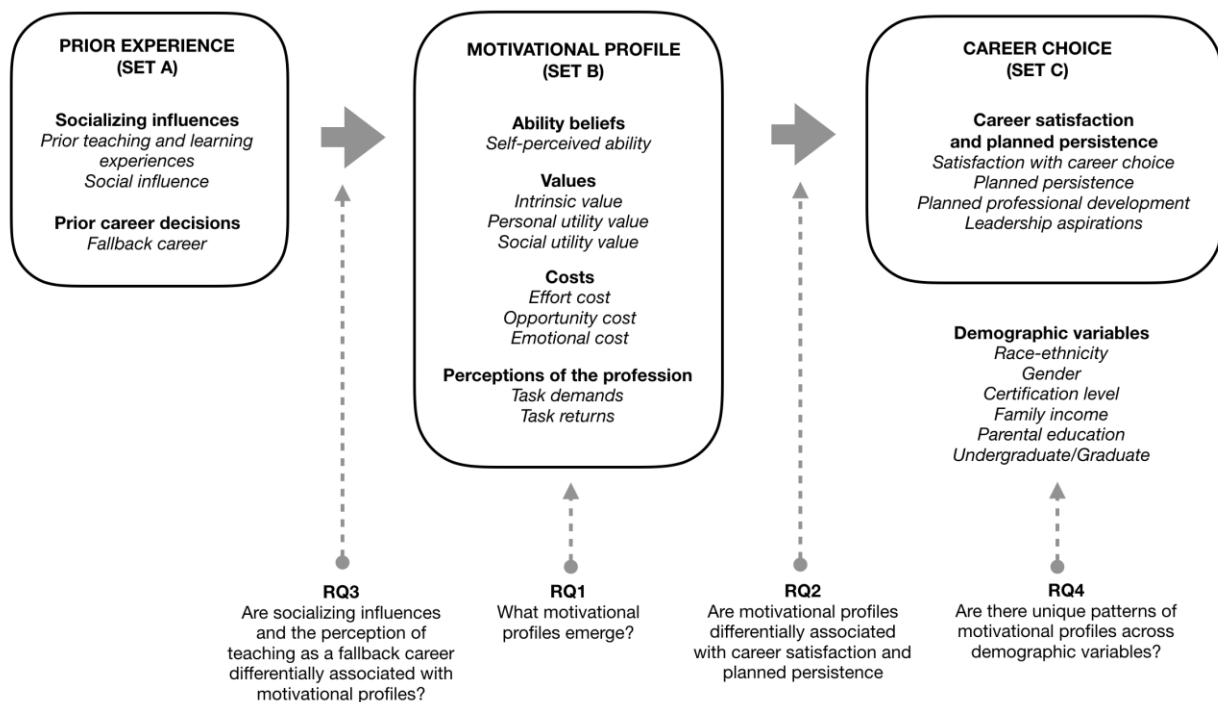 PRIOR EXPERIENCE
(SET A)
Socializing influences
Prior teaching and learning
experiences
Social influence
Prior career decisions
Fallback career
MOTIVATIONAL PROFILE
(SET B)
Ability beliefs
Self-perceived ability
Values
Intrinsic value
Personal utility value
Social utility value
Costs
Effort cost
Opportunity cost
Emotional cost
Perceptions of the profession
Task demands
Task returns
CAREER CHOICE
(SET C)
Career satisfaction
and planned persistence
Satisfaction with career choice
Planned persistence
Planned professional development
Leadership aspirations
Demographic variables
Race-ethnicity
Gender
Certification level
Family income
Parental education
Undergraduate/Graduate
RQ3
Are socializing influences
and the perception of
teaching as a fallback career
differentially associated with
motivational profiles?
RQ1
What motivational
profiles emerge?
RQ2
Are motivational profiles
differentially associated
with career satisfaction and
planned persistence
RQ4
Are there unique patterns of
motivational profiles across
demographic variables?